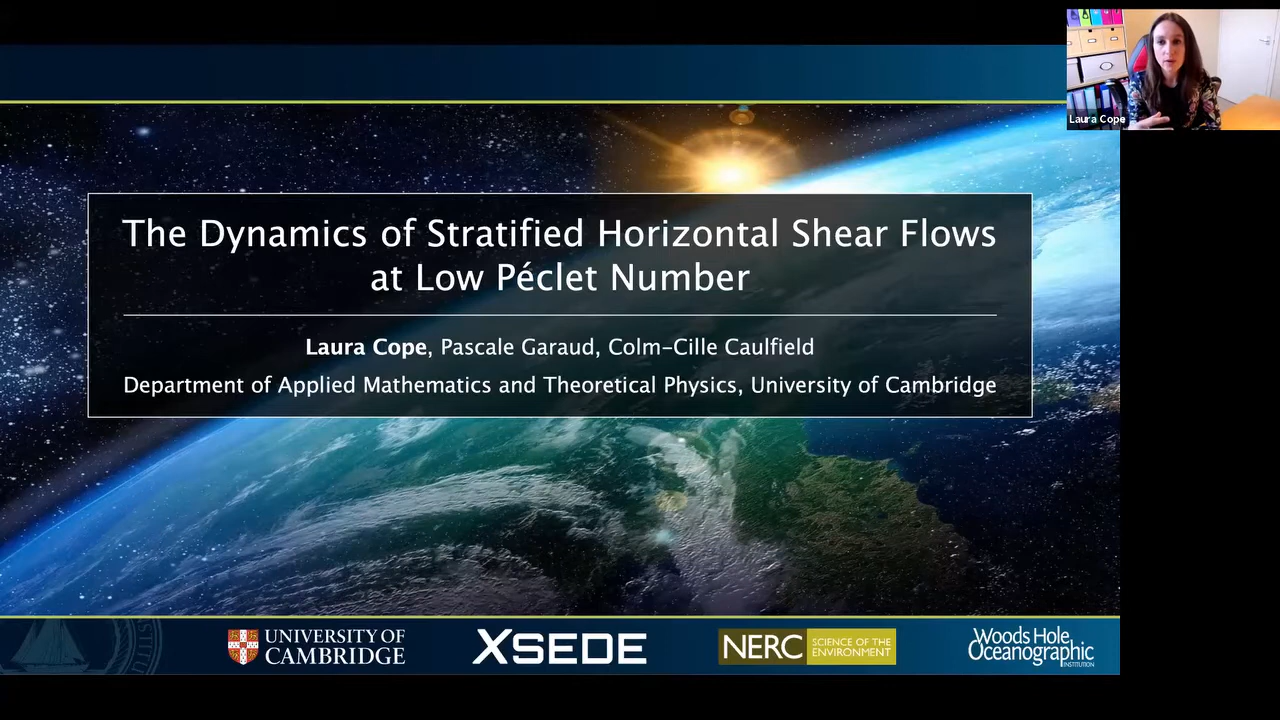 Laura Cope
The Dynamics of Stratified Horizontal Shear Flows
at Low Péclet Number
Laura Cope, Pascale Garaud, Colm-Cille Caulfield
Department of Applied Mathematics and Theoretical Physics, University of Cambridge
UNIVERSITY OF
CAMBRIDGE
XSEDE
NERC
SCIENCE OF THE
ENVIRONMENT
Woods Hole
Oceanographic
INSTITUTION